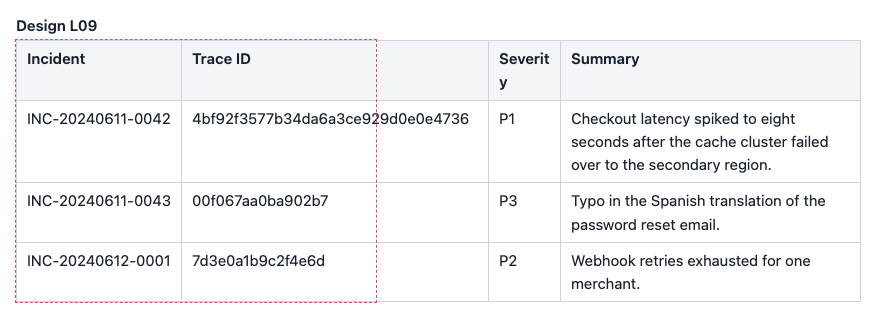 Design L09
Incident Trace ID Severit
y Summary
INC-20240611-0042 4bf92f3577b34da6a3ce929d0e0e4736 P1 Checkout latency spiked to eight
seconds after the cache cluster failed
over to the secondary region.
INC-20240611-0043 00f067aa0ba902b7 P3 Typo in the Spanish translation of the
password reset email.
INC-20240612-0001 7d3e0a1b9c2f4e6d P2 Webhook retries exhausted for one
merchant.